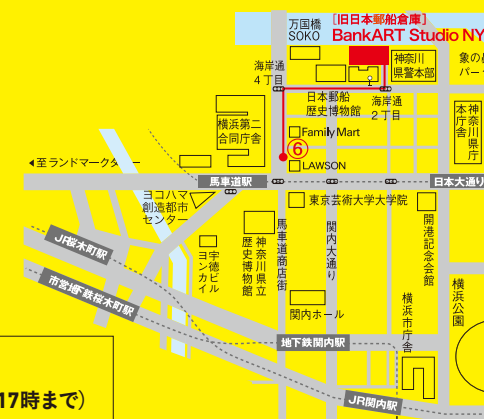 万国橋
SOKO
［旧日本郵船倉庫］
BankART Studio NY
海岸通
4丁目
神奈川
県警本部
象の
パー
日本郵船
歴史博物館
海岸通
2丁目
横浜第二
合同庁舎
FamilyMart
⑥
LAWSON
神奈川県庁
本庁舎
◀至ランドマークタワー
馬車道駅
日本大通り
ヨコハマ
創造都市
センター
東京芸術大学大学院
馬車道商店街
関内大通り
開港記念会館
神奈川県立
歴史博物館
宇徳ビル
ヨンカイ
JR桜木町駅
市営地下鉄桜木町駅
関内ホール
横浜市庁舎
横浜公園
地下鉄関内駅
JR関内駅
17時まで）